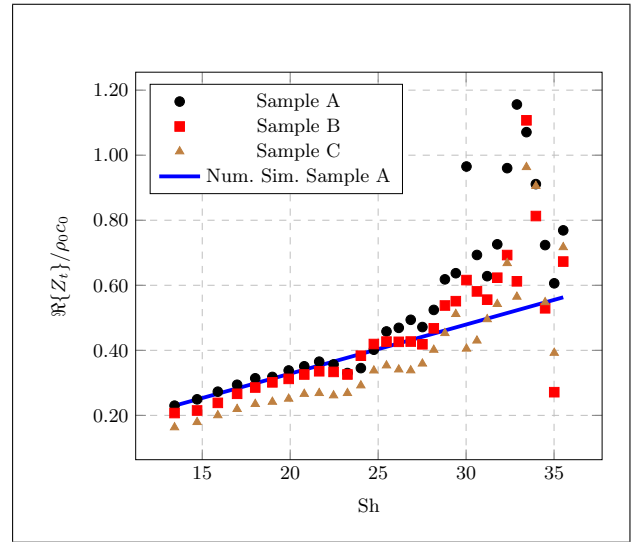 1.20
1.00
0.80
0.60
0.40
0.20
ℜ{Z_t}/ρ_0c_0
Sample A
Sample B
Sample C
Num. Sim. Sample A
15 20 25 30 35
Sh